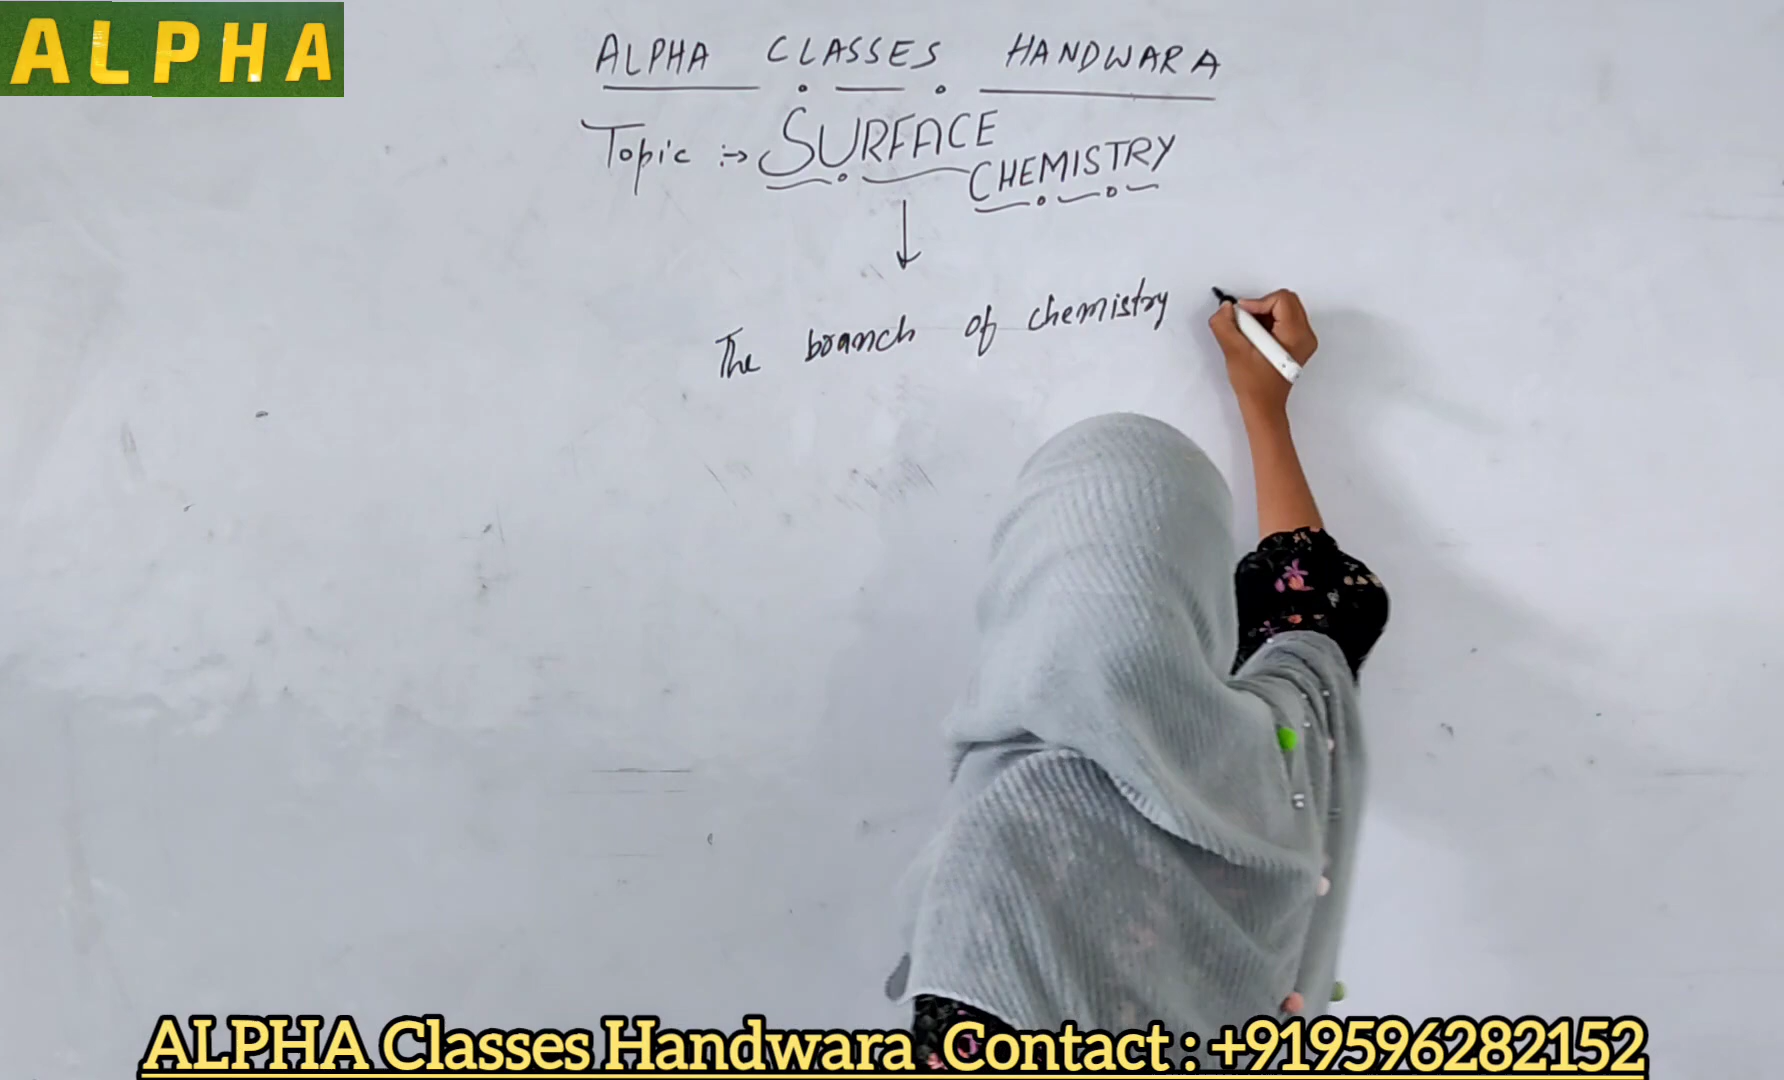 ALPHA
ALPHA CLASSES HANDWARA
Topic :→ SURFACE
CHEMISTRY
The branch of chemistry
ALPHA Classes Handwara Contact : +919596282152